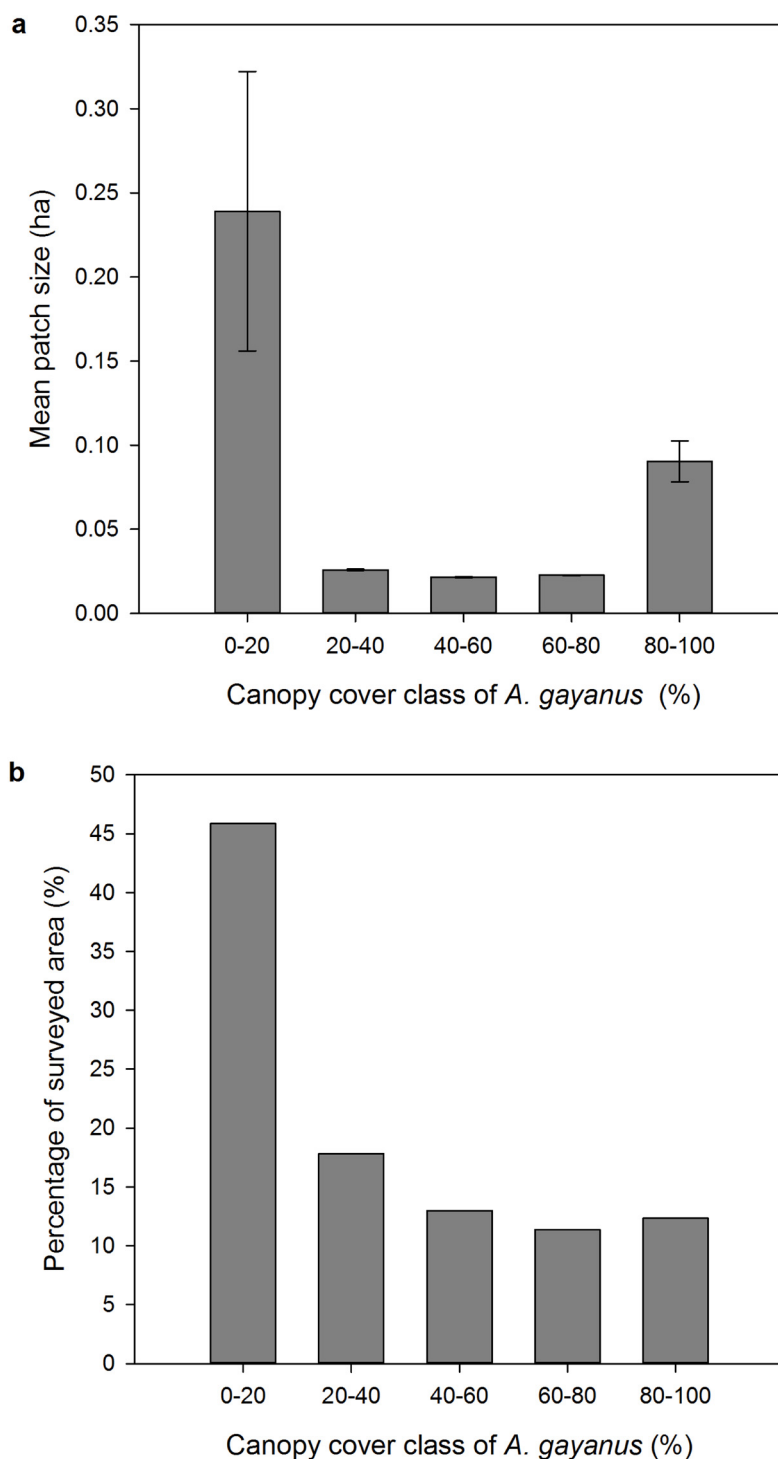 a
Mean patch size (ha)
0.35
0.30
0.25
0.20
0.15
0.10
0.05
0.00
0-20 20-40 40-60 60-80 80-100
Canopy cover class of A. gayanus (%)
b
Percentage of surveyed area (%)
50
45
40
35
30
25
20
15
10
5
0
0-20 20-40 40-60 60-80 80-100
Canopy cover class of A. gayanus (%)